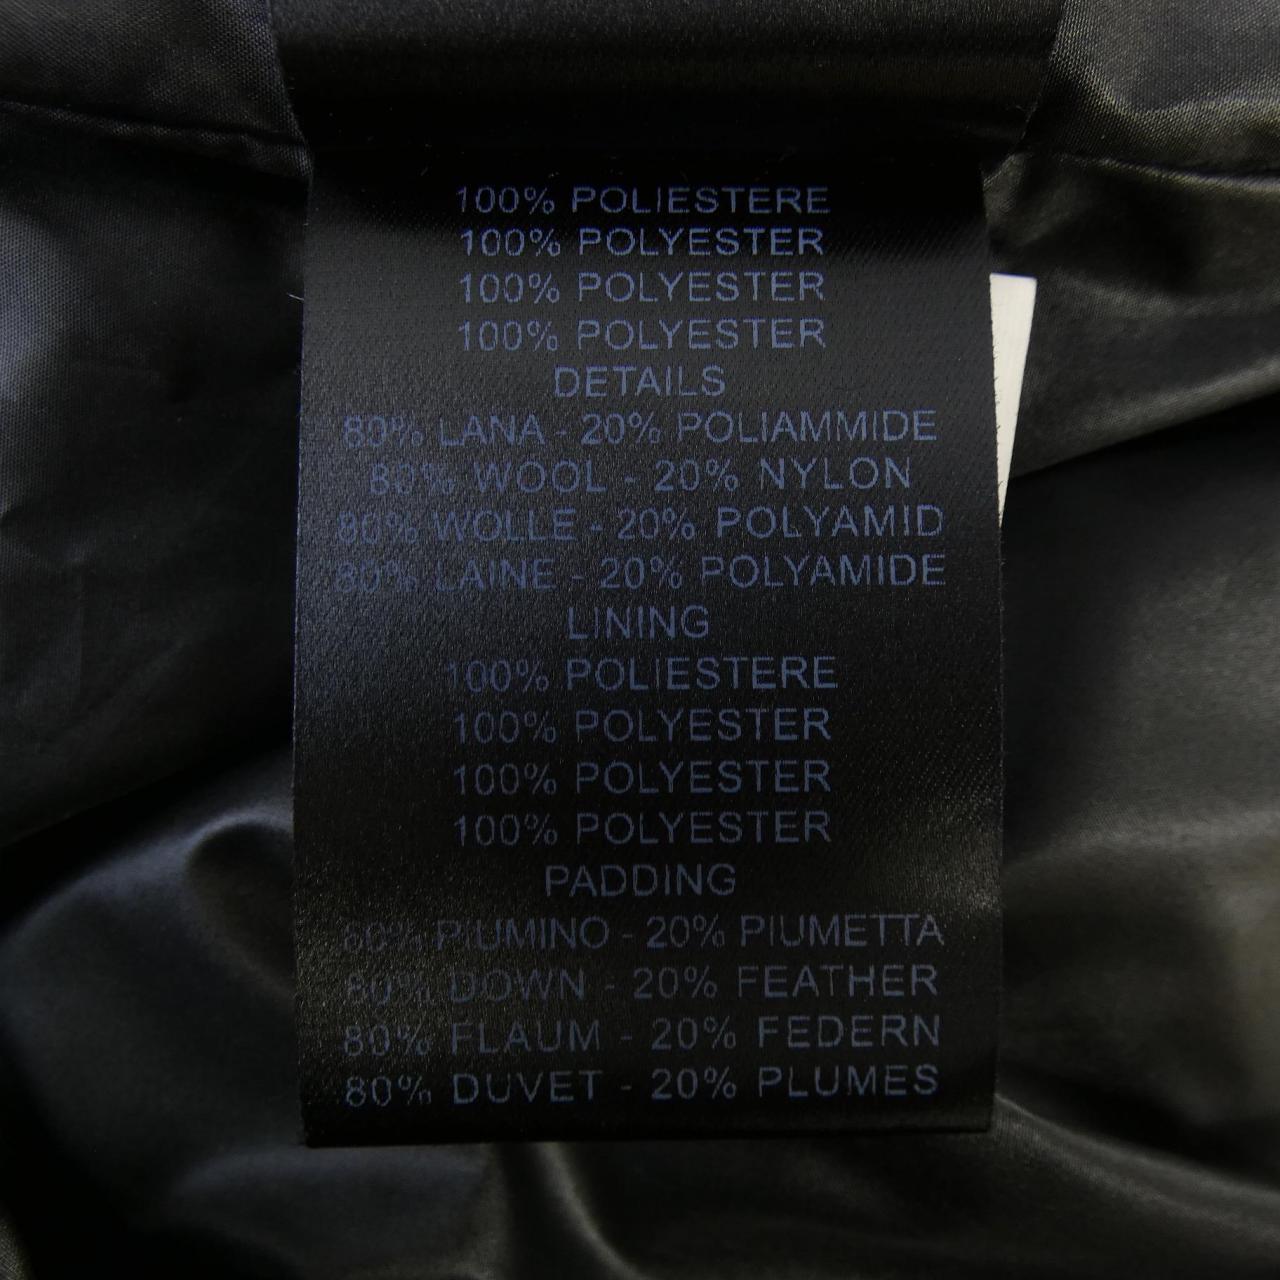 100% POLIESTERE
100% POLYESTER
100% POLYESTER
100% POLYESTER
DETAILS
80% LANA - 20% POLIAMMIDE
80% WOOL - 20% NYLON
80% WOLLE - 20% POLYAMID
80% LAINE - 20% POLYAMIDE
LINING
100% POLIESTERE
100% POLYESTER
100% POLYESTER
100% POLYESTER
PADDING
80% PIUMINO - 20% PIUMETTA
80% DOWN - 20% FEATHER
80% FLAUM - 20% FEDERN
80% DUVET - 20% PLUMES